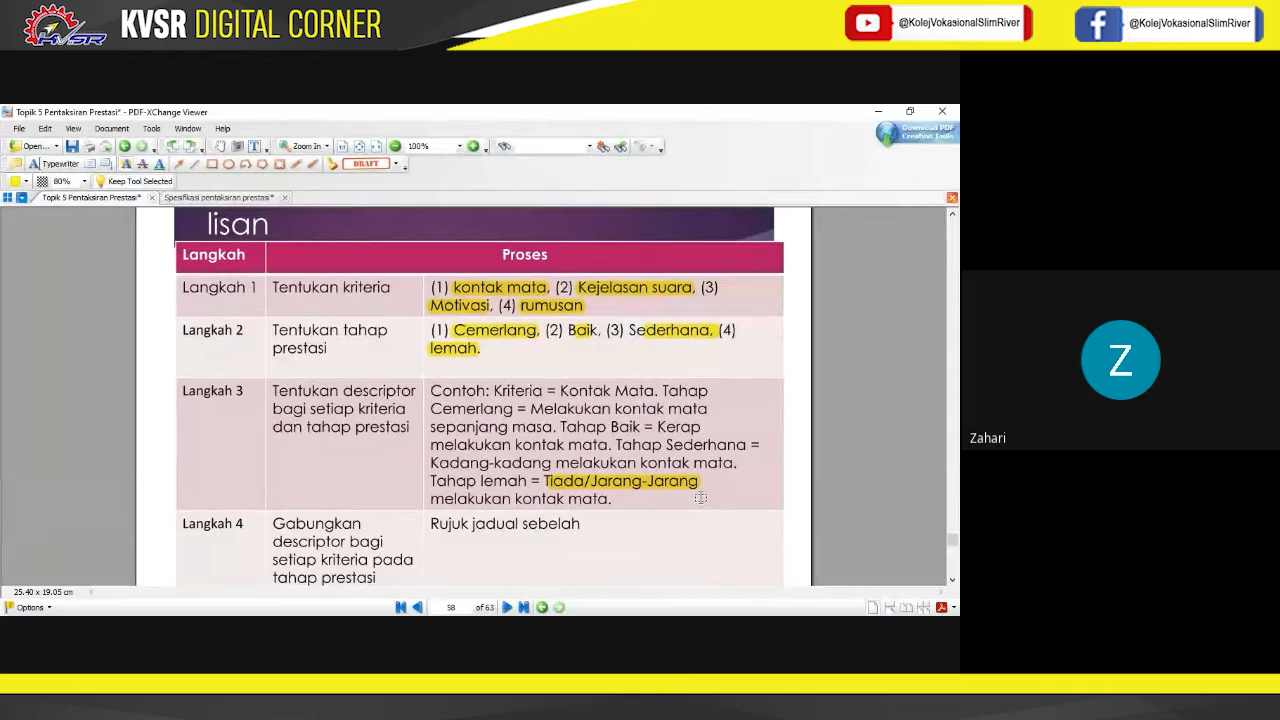 KVSR
KVSR DIGITAL CORNER
@KolejVokasionalSlimRiver
@KolejVokasionalSlimRiver
Topik 5 Pentaksiran Prestasi* - PDF-XChange Viewer
File Edit View Document Tools Window Help
Download PDF
Creation Tools
Open...
Zoom In
100%
Typewriter
DRAFT
80%
Keep Tool Selected
Topik 5 Pentaksiran Prestasi*
Spesifikasi pentaksiran prestasi*
lisan
Langkah Proses
Langkah 1 Tentukan kriteria (1) kontak mata, (2) Kejelasan suara, (3)
Motivasi, (4) rumusan
Langkah 2 Tentukan tahap (1) Cemerlang, (2) Baik, (3) Sederhana, (4)
prestasi lemah.
Langkah 3 Tentukan descriptor Contoh: Kriteria = Kontak Mata. Tahap
bagi setiap kriteria Cemerlang = Melakukan kontak mata
dan tahap prestasi sepanjang masa. Tahap Baik = Kerap
melakukan kontak mata. Tahap Sederhana =
Kadang-kadang melakukan kontak mata.
Tahap lemah = Tiada/Jarang-Jarang
melakukan kontak mata.
Langkah 4 Gabungkan Rujuk jadual sebelah
descriptor bagi
setiap kriteria pada
tahap prestasi
25.40 x 19.05 cm
Options
58 of 63
Z
Zahari